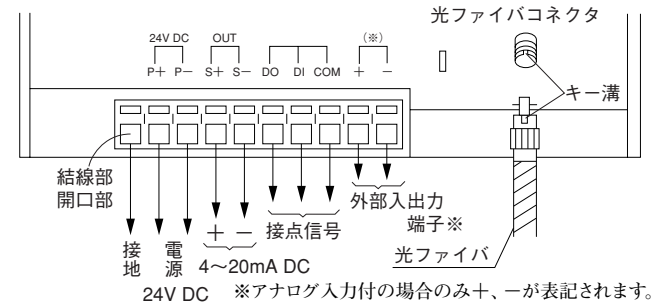 光ファイバコネクタ
24V DC OUT (※)
P+ P− S+ S− DO DI COM + −
キー溝
結線部
開口部
接地
電源
24V DC
+ −
4〜20mA DC
接点信号
外部入出力
端子※
光ファイバ
※アナログ入力付の場合のみ+、−が表記されます。